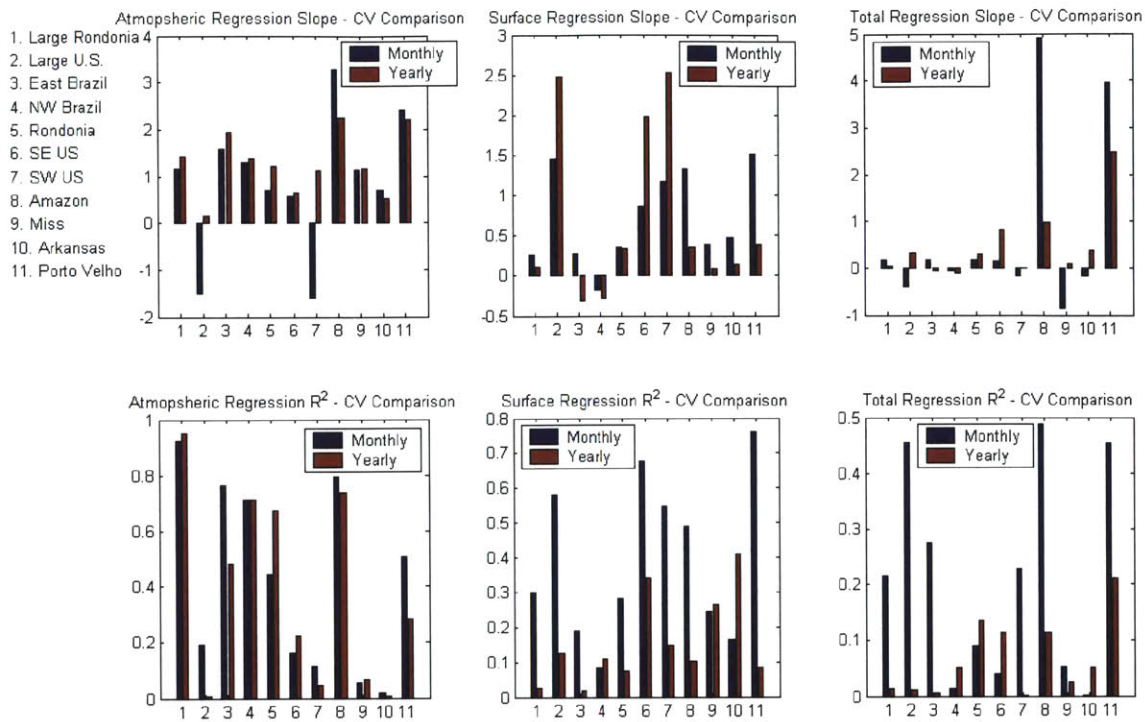 Atmopsheric Regression Slope - CV Comparison
Surface Regression Slope - CV Comparison
Total Regression Slope - CV Comparison
1. Large Rondonia
2. Large U.S.
3. East Brazil
4. NW Brazil
5. Rondonia
6. SE US
7. SW US
8. Amazon
9. Miss
10. Arkansas
11. Porto Velho
4
3
2
1
0
-1
-2
Monthly
Yearly
1 2 3 4 5 6 7 8 9 10 11
3
2.5
2
1.5
1
0.5
0
-0.5
Monthly
Yearly
1 2 3 4 5 6 7 8 9 10 11
5
4
3
2
1
0
-1
Monthly
Yearly
1 2 3 4 5 6 7 8 9 10 11
Atmopsheric Regression R² - CV Comparison
1
0.8
0.6
0.4
0.2
0
Monthly
Yearly
1 2 3 4 5 6 7 8 9 10 11
Surface Regression R² - CV Comparison
0.8
0.7
0.6
0.5
0.4
0.3
0.2
0.1
0
Monthly
Yearly
1 2 3 4 5 6 7 8 9 10 11
Total Regression R² - CV Comparison
0.5
0.4
0.3
0.2
0.1
0
Monthly
Yearly
1 2 3 4 5 6 7 8 9 10 11